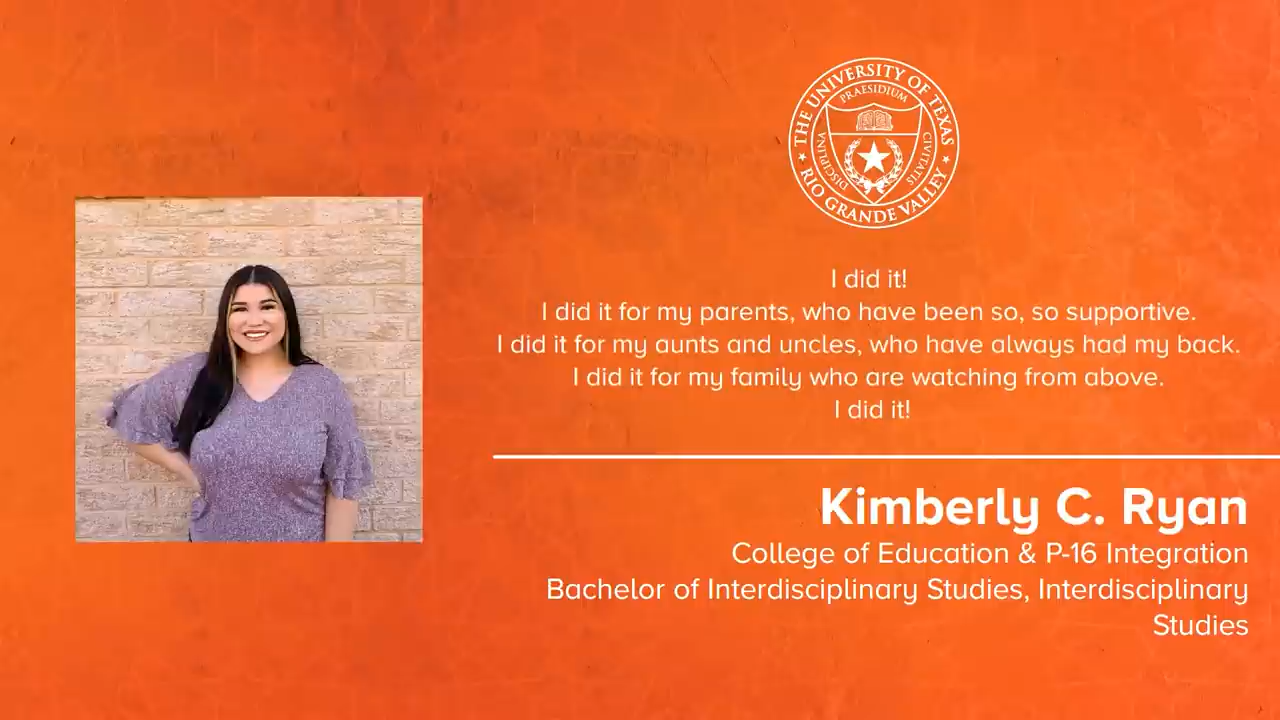 THE UNIVERSITY OF TEXAS
RIO GRANDE VALLEY
PRAESIDIUM
DISCIPLINA
CIVITATIS
I did it!
I did it for my parents, who have been so, so supportive.
I did it for my aunts and uncles, who have always had my back.
I did it for my family who are watching from above.
I did it!
Kimberly C. Ryan
College of Education & P-16 Integration
Bachelor of Interdisciplinary Studies, Interdisciplinary
Studies